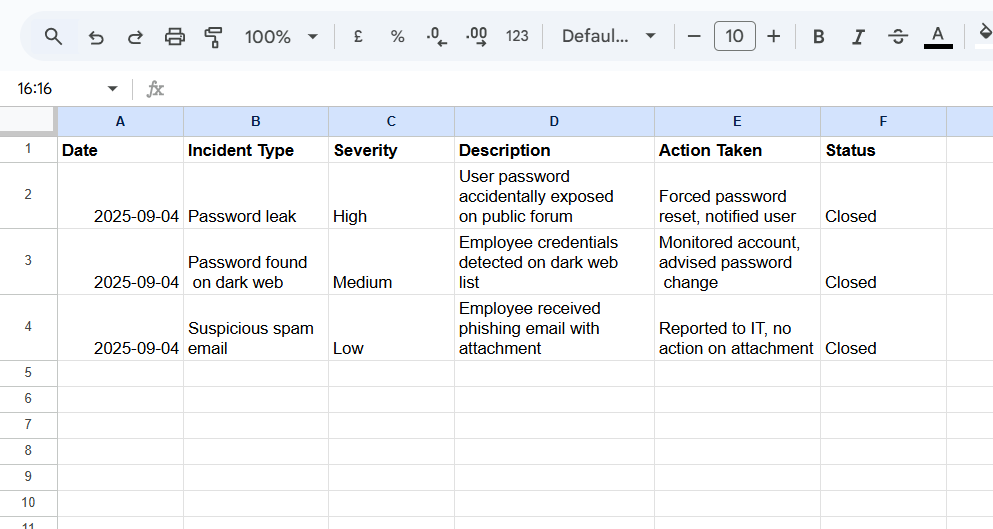 100% £ % .0 .00 123 Defaul... 10 B I S A
16:16 fx
A B C D E F
1 Date Incident Type Severity Description Action Taken Status
2 2025-09-04 Password leak High User password
accidentally exposed
on public forum Forced password
reset, notified user Closed
3 2025-09-04 Password found
on dark web Medium Employee credentials
detected on dark web
list Monitored account,
advised password
change Closed
4 2025-09-04 Suspicious spam
email Low Employee received
phishing email with
attachment Reported to IT, no
action on attachment Closed
5
6
7
8
9
10
11